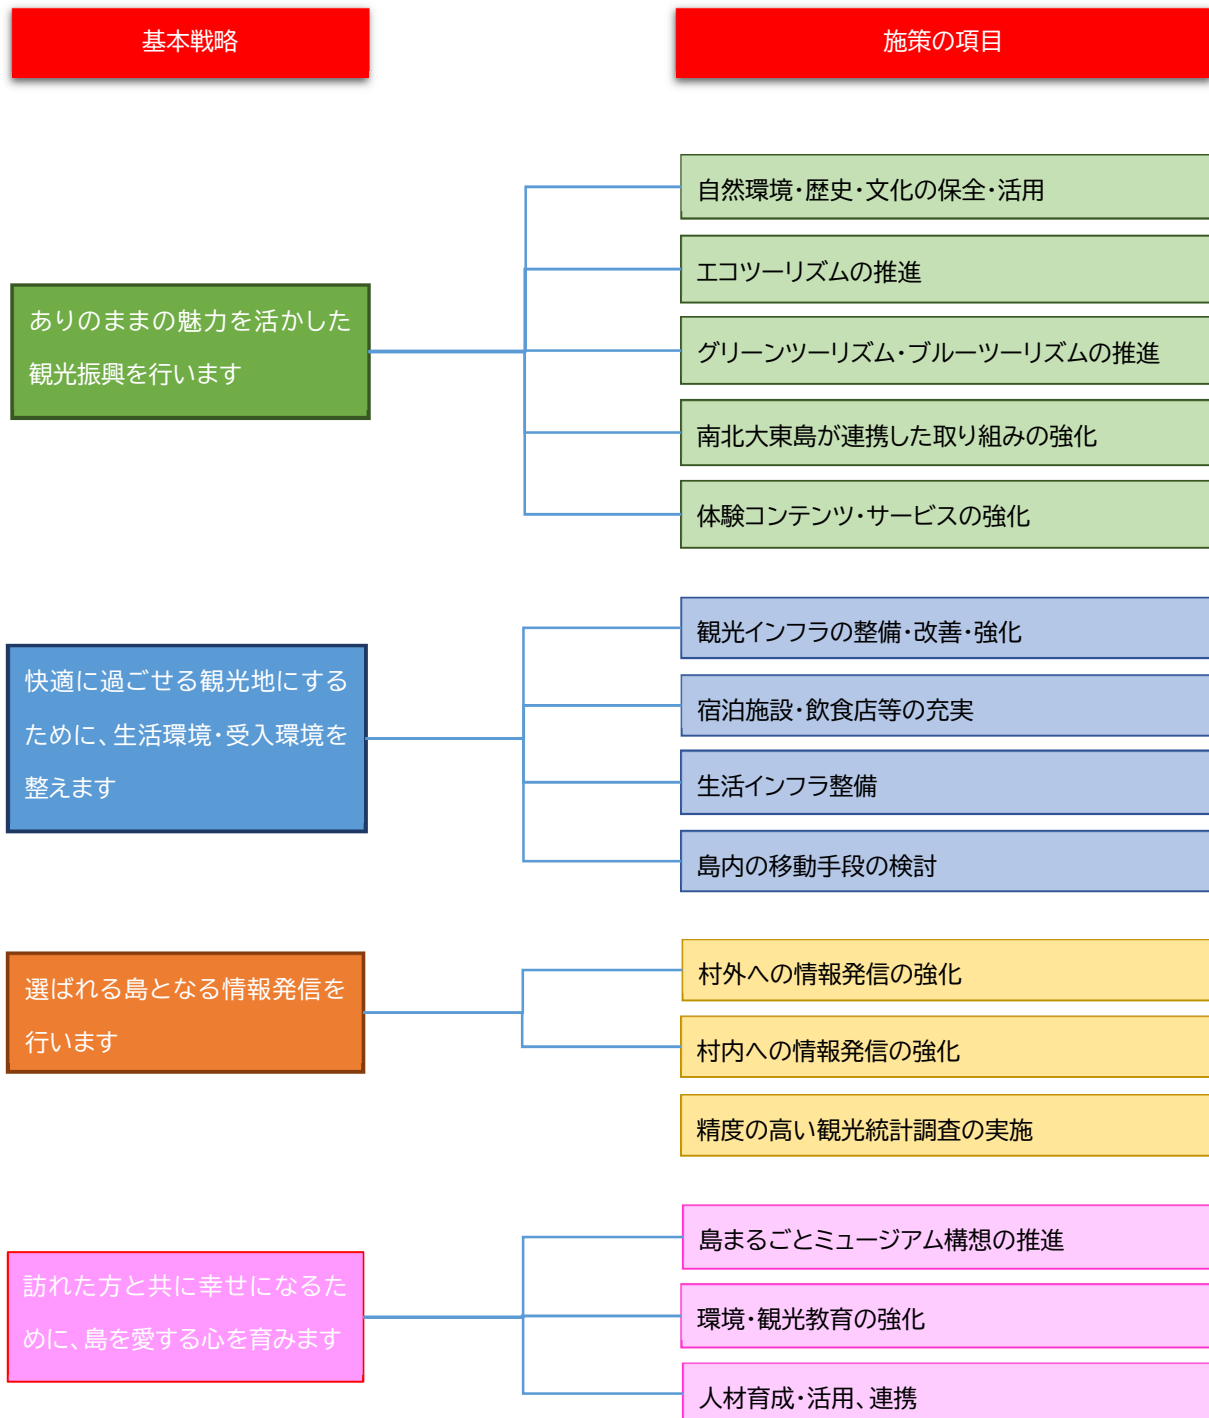 基本戦略
施策の項目
ありのままの魅力を活かした
観光振興を行います
自然環境・歴史・文化の保全・活用
エコツーリズムの推進
グリーンツーリズム・ブルーツーリズムの推進
南北大東島が連携した取り組みの強化
体験コンテンツ・サービスの強化
快適に過ごせる観光地にする
ために、生活環境・受入環境を
整えます
観光インフラの整備・改善・強化
宿泊施設・飲食店等の充実
生活インフラ整備
島内の移動手段の検討
選ばれる島となる情報発信を
行います
村外への情報発信の強化
村内への情報発信の強化
精度の高い観光統計調査の実施
訪れた方と共に幸せになるた
めに、島を愛する心を育みます
島まるごとミュージアム構想の推進
環境・観光教育の強化
人材育成・活用、連携